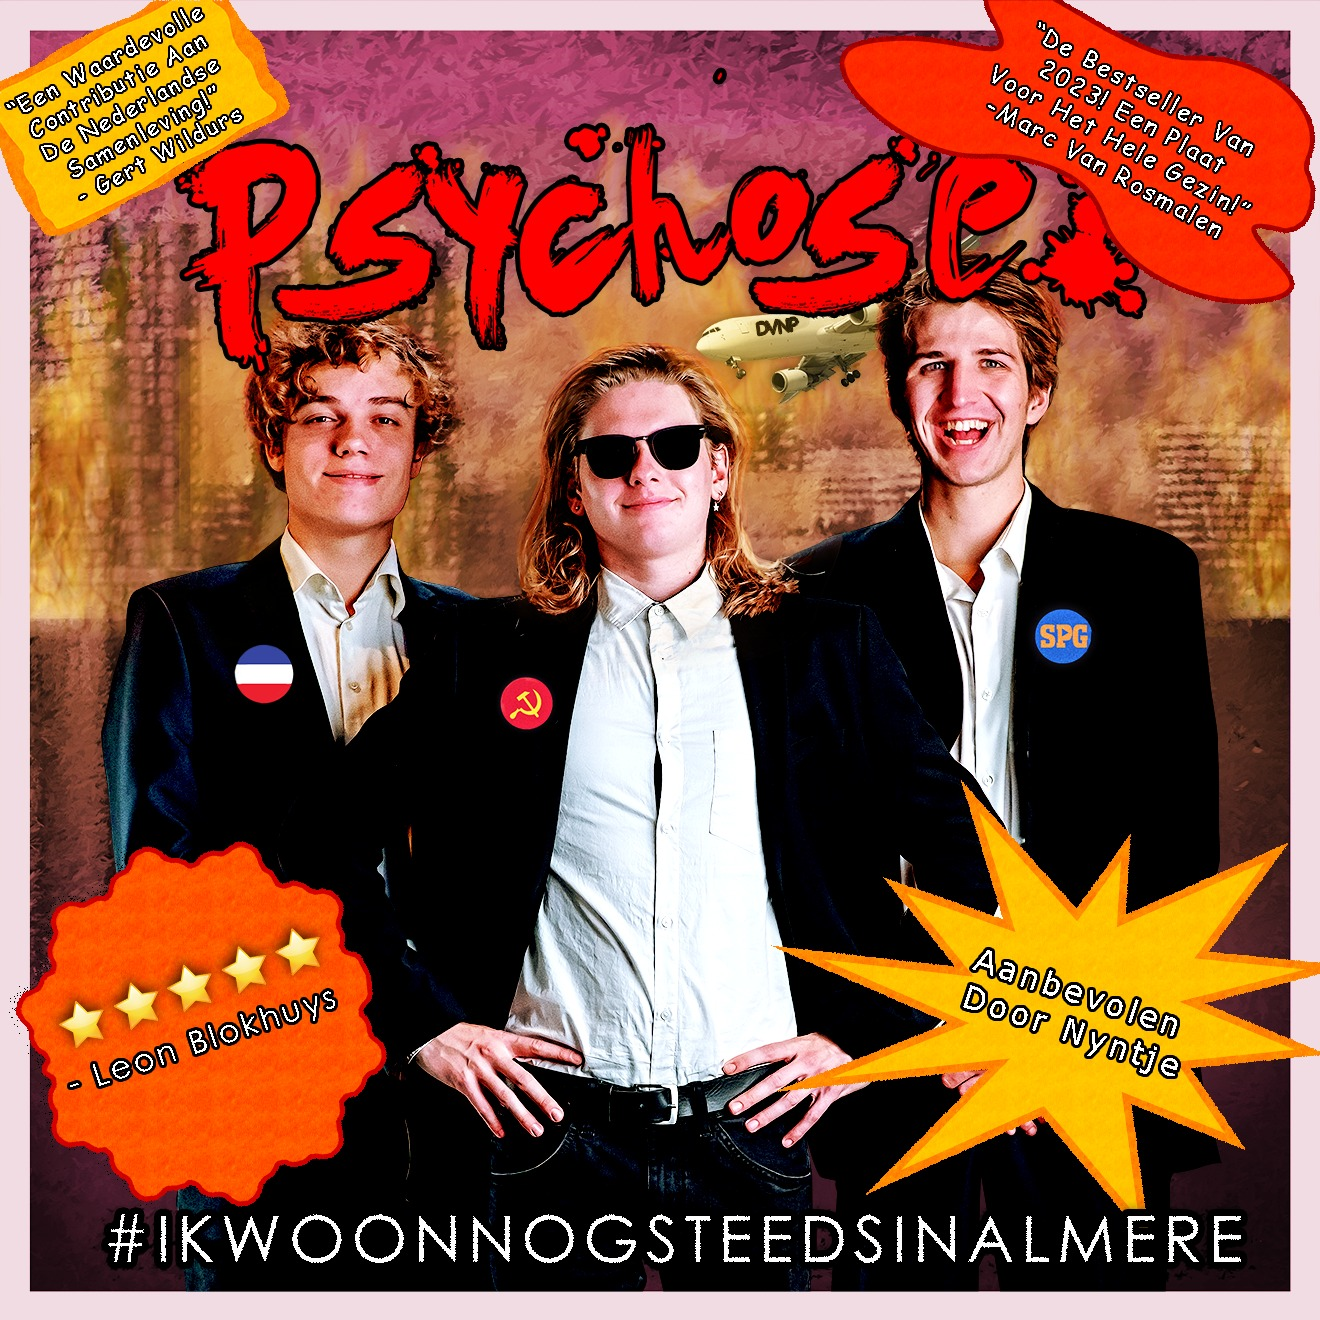 "Een Waardevolle
Contributie Aan
De Nederlandse
Samenleving!"
- Gert Wildurs
"De Bestseller Van
2023! Een Plaat
Voor Het Hele Gezin!"
-Marc Van Rosmalen
Psychos'e
DVNP
SPG
- Leon Blokhuys
Aanbevolen
Door Nyntje
#IKWOONNOGSTEEDSINALMERE